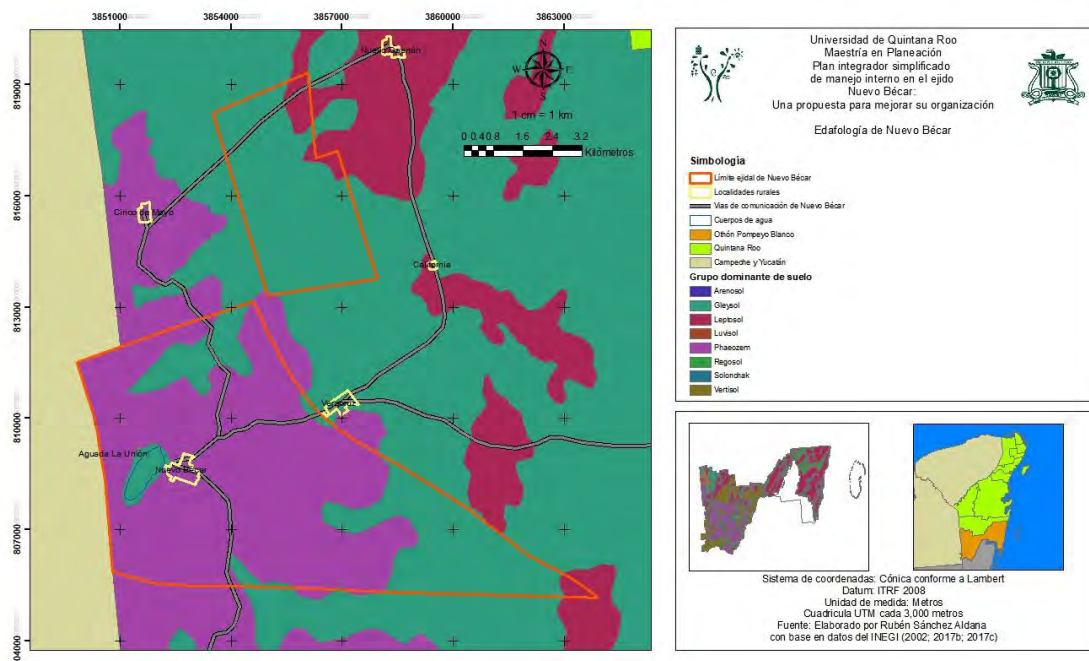 3851000 3854000 3857000 3860000 3863000
819000
816000
813000
810000
807000
04000
N
W E
S
1 cm = 1 km
0 0.4 0.8 1.6 2.4 3.2
Kilómetros
Cinco de Mayo
California
Veracruz
Aguada La Unión
Nuevo Bécar
Universidad de Quintana Roo
Maestría en Planeación
Plan integrador simplificado
de manejo interno en el ejido
Nuevo Bécar:
Una propuesta para mejorar su organización
Edafología de Nuevo Bécar
Simbología
Límite ejidal de Nuevo Bécar
Localidades rurales
Vías de comunicación de Nuevo Bécar
Cuerpos de agua
Othón Pompeyo Blanco
Quintana Roo
Campeche y Yucatán
Grupo dominante de suelo
Arenosol
Gleysol
Leptosol
Luvisol
Phaeozem
Regosol
Solonchak
Vertisol
Sistema de coordenadas: Cónica conforme a Lambert
Datum: ITRF 2008
Unidad de medida: Metros
Cuadricula UTM cada 3,000 metros
Fuente: Elaborado por Rubén Sánchez Aldana
con base en datos del INEGI (2002; 2017b; 2017c)